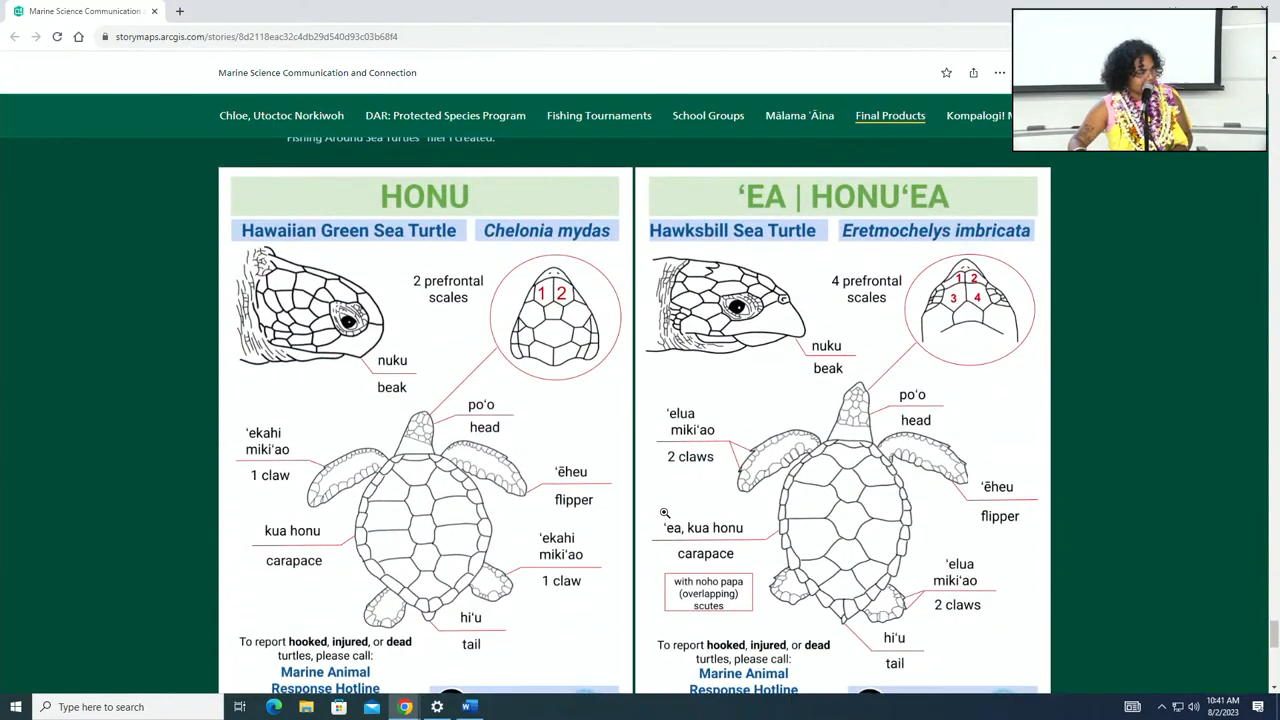 Marine Science Communication a
storymaps.arcgis.com/stories/8d2118eac32c4db29d540d93c03b68f4
Marine Science Communication and Connection
Chloe, Utoctoc Norkiwoh
DAR: Protected Species Program
Fishing Tournaments
School Groups
Mālama ʻĀina
Final Products
Kompalogi! M
Fishing Around Sea Turtles" flier I created.
HONU
Hawaiian Green Sea Turtle
Chelonia mydas
2 prefrontal
scales
1 2
nuku
beak
poʻo
head
ʻekahi
mikiʻao
1 claw
ʻēheu
flipper
kua honu
carapace
ʻekahi
mikiʻao
1 claw
hiʻu
tail
To report hooked, injured, or dead
turtles, please call:
Marine Animal
Response Hotline
ʻEA | HONUʻEA
Hawksbill Sea Turtle
Eretmochelys imbricata
4 prefrontal
scales
1 2
3 4
nuku
beak
poʻo
head
ʻelua
mikiʻao
2 claws
ʻēheu
flipper
ʻea, kua honu
carapace
with noho papa
(overlapping)
scutes
ʻelua
mikiʻao
2 claws
hiʻu
tail
To report hooked, injured, or dead
turtles, please call:
Marine Animal
Response Hotline
Type here to search
10:41 AM
8/2/2023